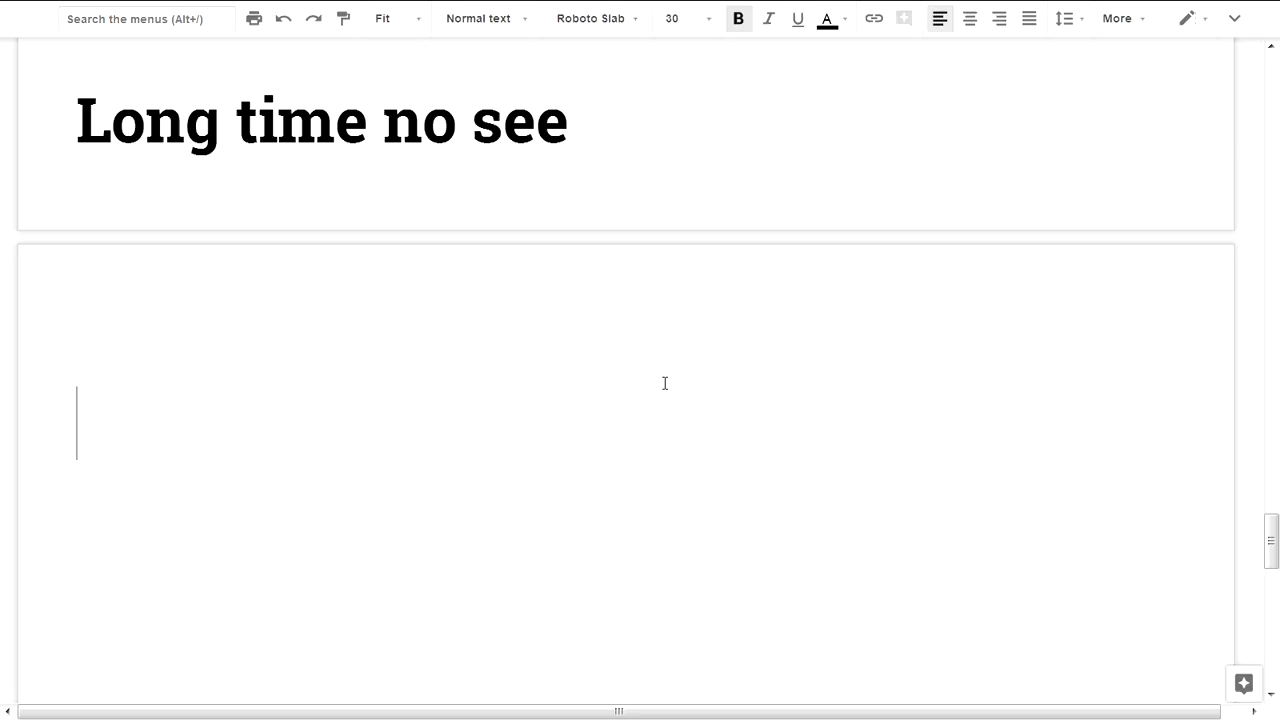 Search the menus (Alt+/) Fit Normal text Roboto Slab 30 B I U A More
Long time no see